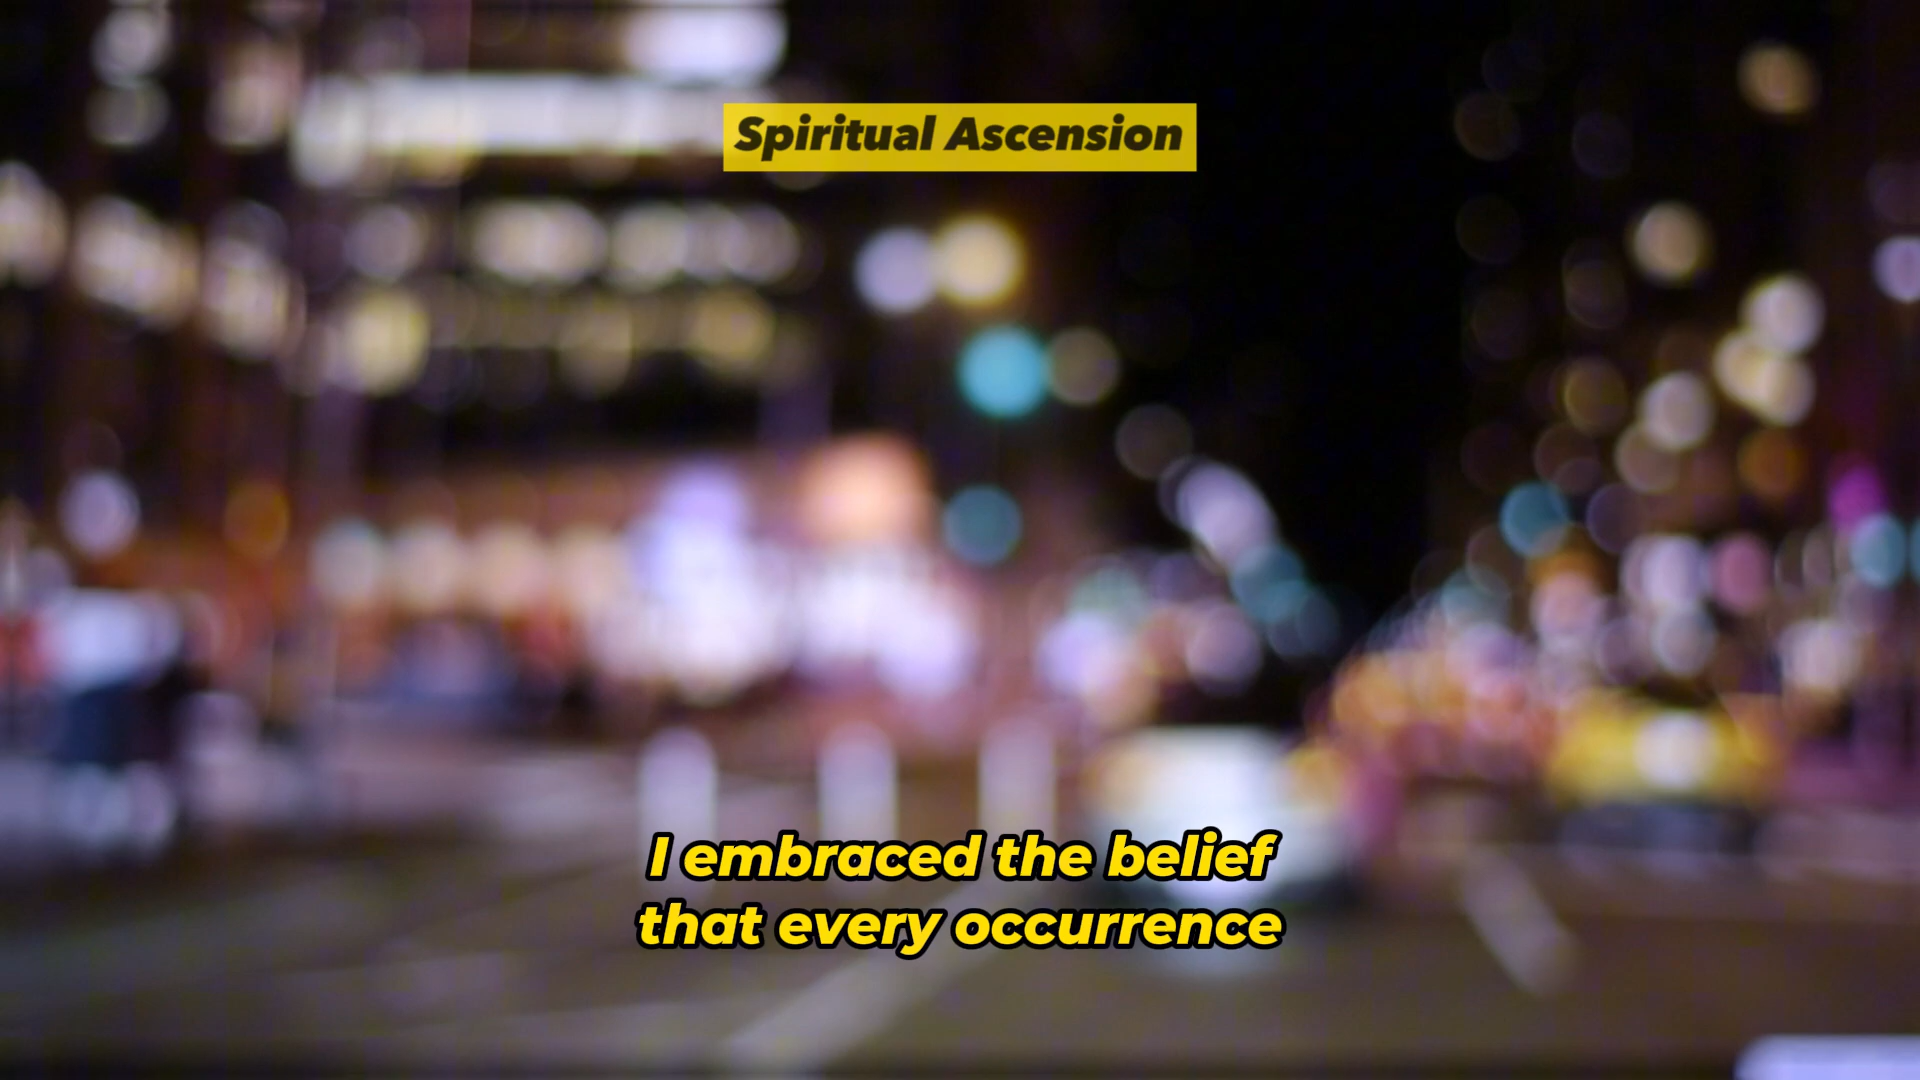 Spiritual Ascension
I embraced the belief
that every occurrence